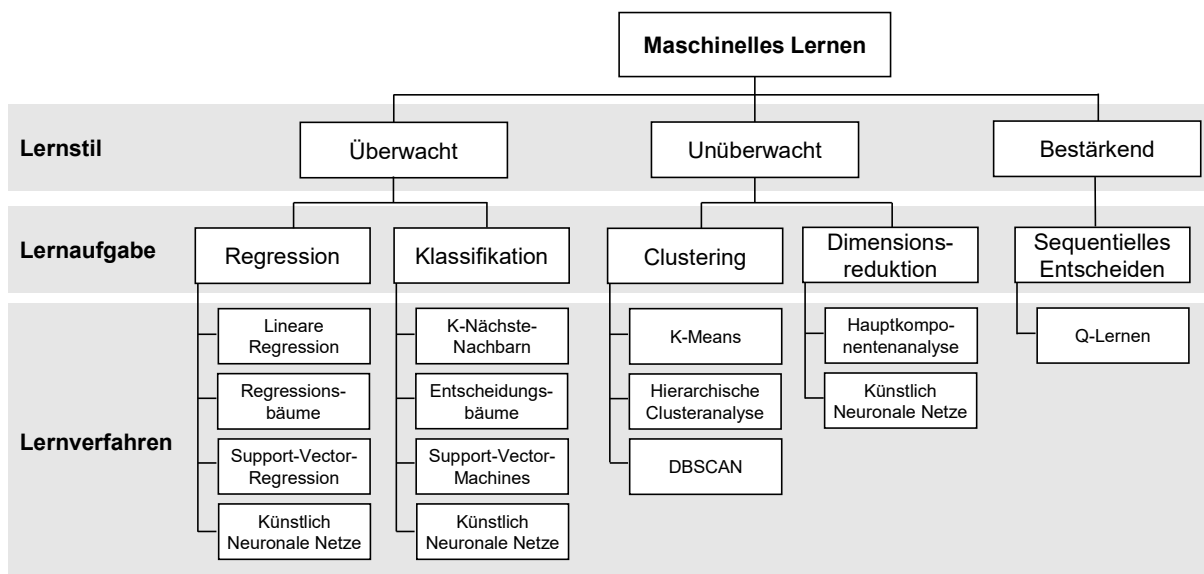 Maschinelles Lernen
Lernstil
Überwacht
Unüberwacht
Bestärkend
Lernaufgabe
Regression
Klassifikation
Clustering
Dimensions-
reduktion
Sequentielles
Entscheiden
Lernverfahren
Lineare
Regression
Regressions-
bäume
Support-Vector-
Regression
Künstlich
Neuronale Netze
K-Nächste-
Nachbarn
Entscheidungs-
bäume
Support-Vector-
Machines
Künstlich
Neuronale Netze
K-Means
Hierarchische
Clusteranalyse
DBSCAN
Hauptkompo-
nentenanalyse
Künstlich
Neuronale Netze
Q-Lernen